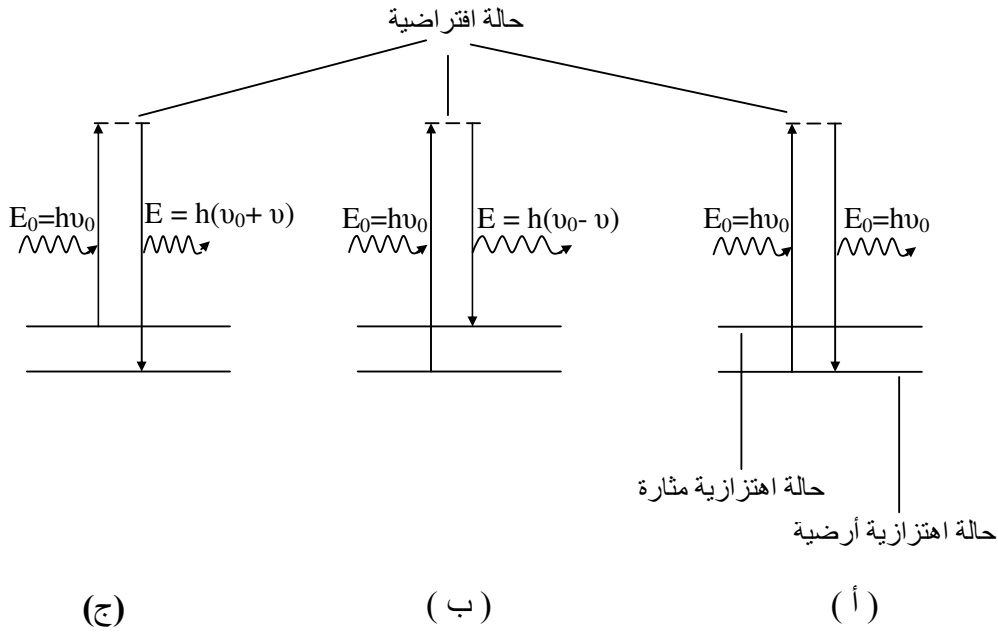 حالة افتراضية
E₀=hυ₀
E₀=hυ₀
E₀=hυ₀
E = h(υ₀- υ)
E₀=hυ₀
E = h(υ₀+ υ)
حالة اهتزازية مثارة
حالة اهتزازية أرضية
( أ )
( ب )
(ج)